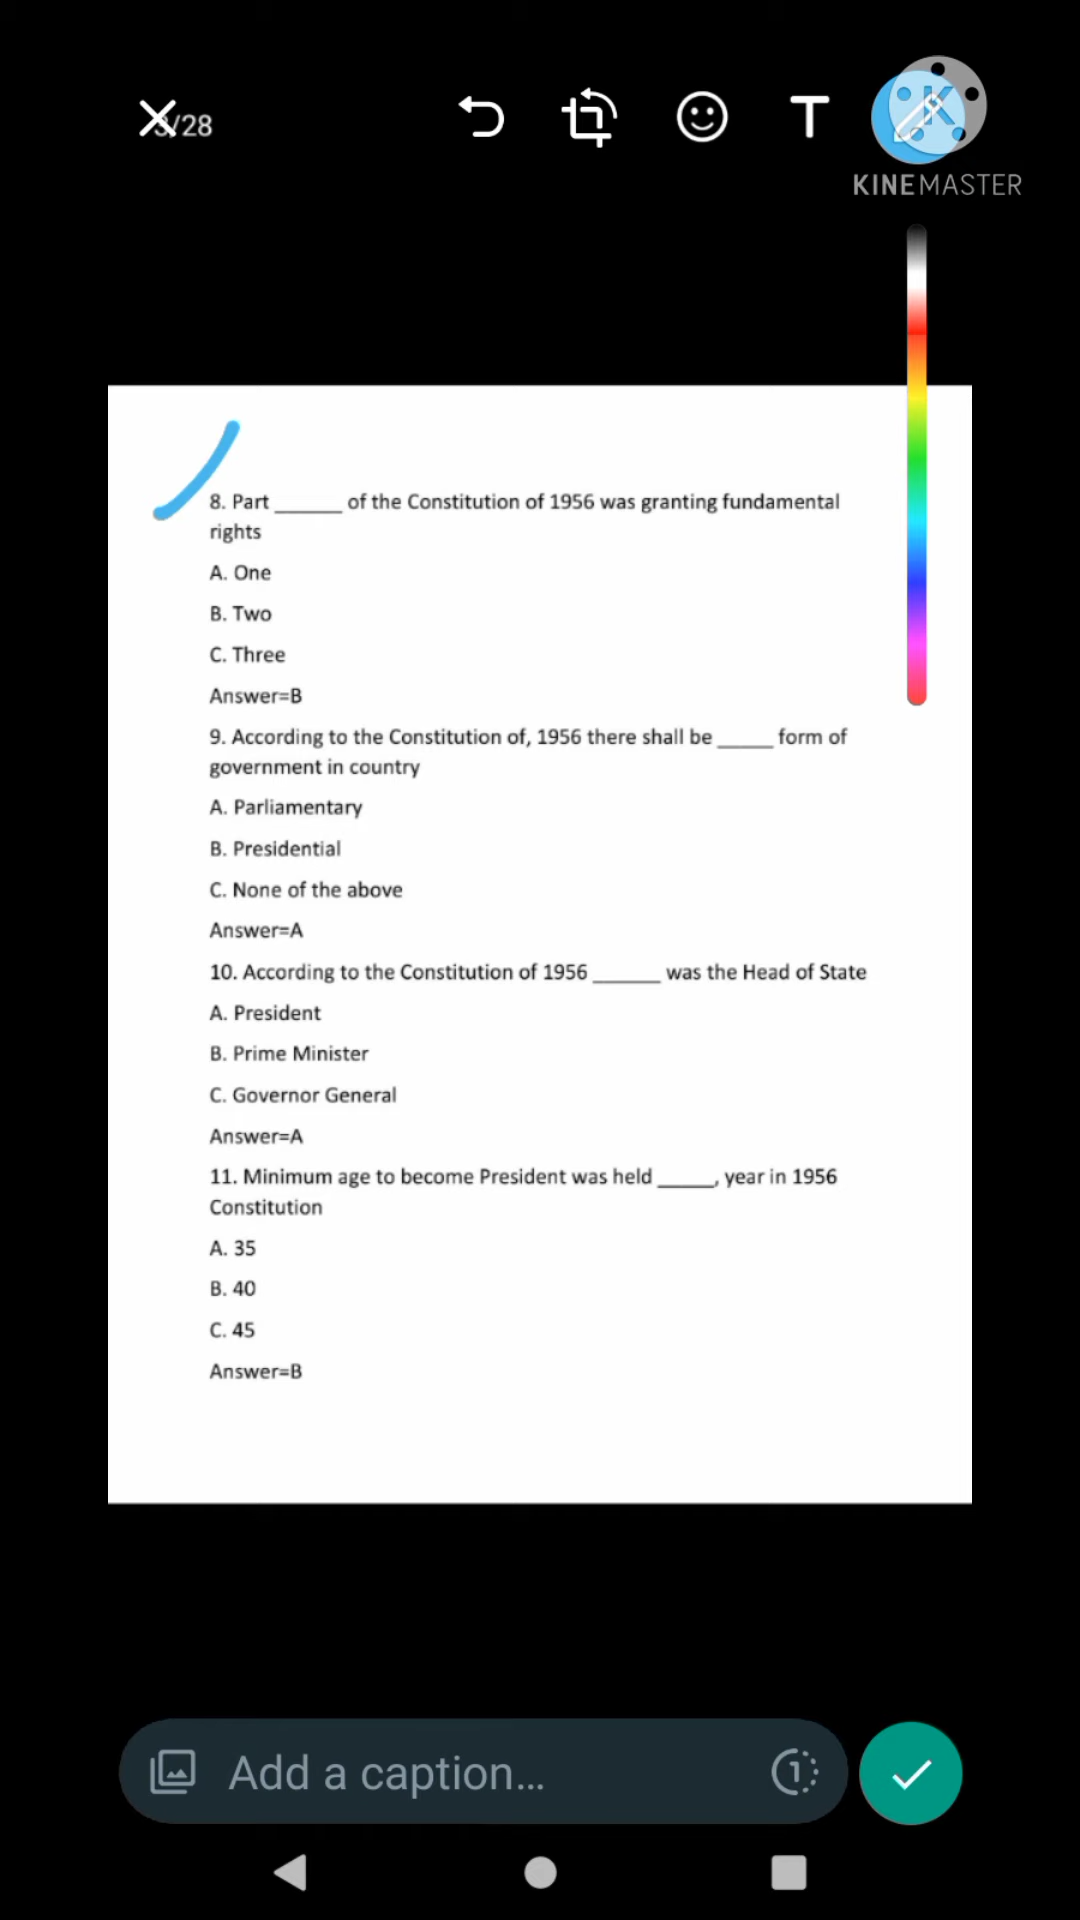 /28
T
KINEMASTER
8. Part ______ of the Constitution of 1956 was granting fundamental
rights
A. One
B. Two
C. Three
Answer=B
9. According to the Constitution of, 1956 there shall be _____ form of
government in country
A. Parliamentary
B. Presidential
C. None of the above
Answer=A
10. According to the Constitution of 1956 ______ was the Head of State
A. President
B. Prime Minister
C. Governor General
Answer=A
11. Minimum age to become President was held _____, year in 1956
Constitution
A. 35
B. 40
C. 45
Answer=B
Add a caption...
1